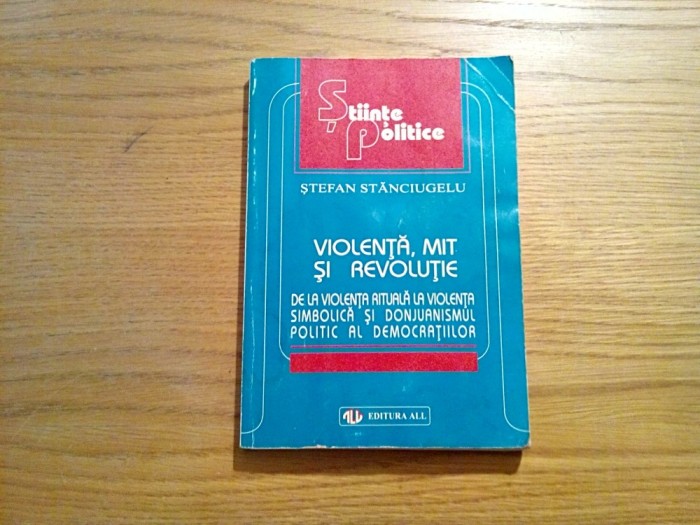 Științe
Politice
ȘTEFAN STĂNCIUGELU
VIOLENȚĂ, MIT
ȘI REVOLUȚIE
DE LA VIOLENȚA RITUALĂ LA VIOLENȚA
SIMBOLICĂ ȘI DONJUANISMUL
POLITIC AL DEMOCRAȚIILOR
ALL EDITURA ALL